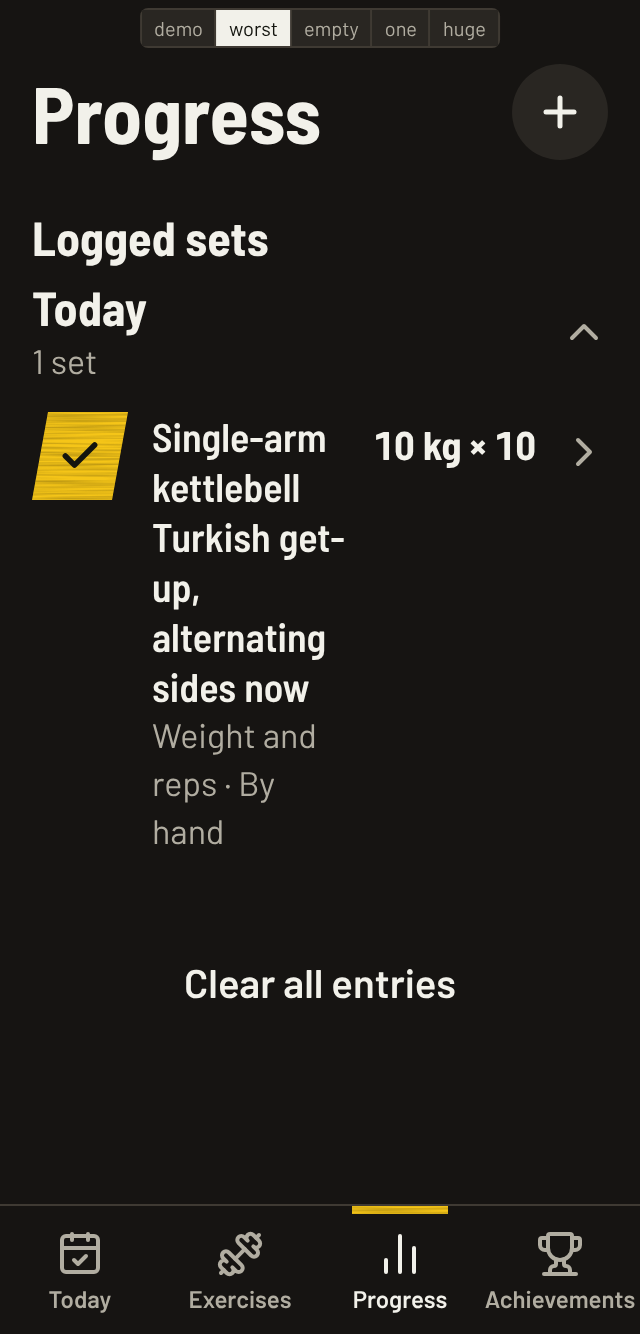 demo worst empty one huge
Progress
Logged sets
Today
1 set
Single-arm
kettlebell
Turkish get-
up,
alternating
sides now
10 kg × 10
Weight and
reps · By
hand
Clear all entries
Today Exercises Progress Achievements